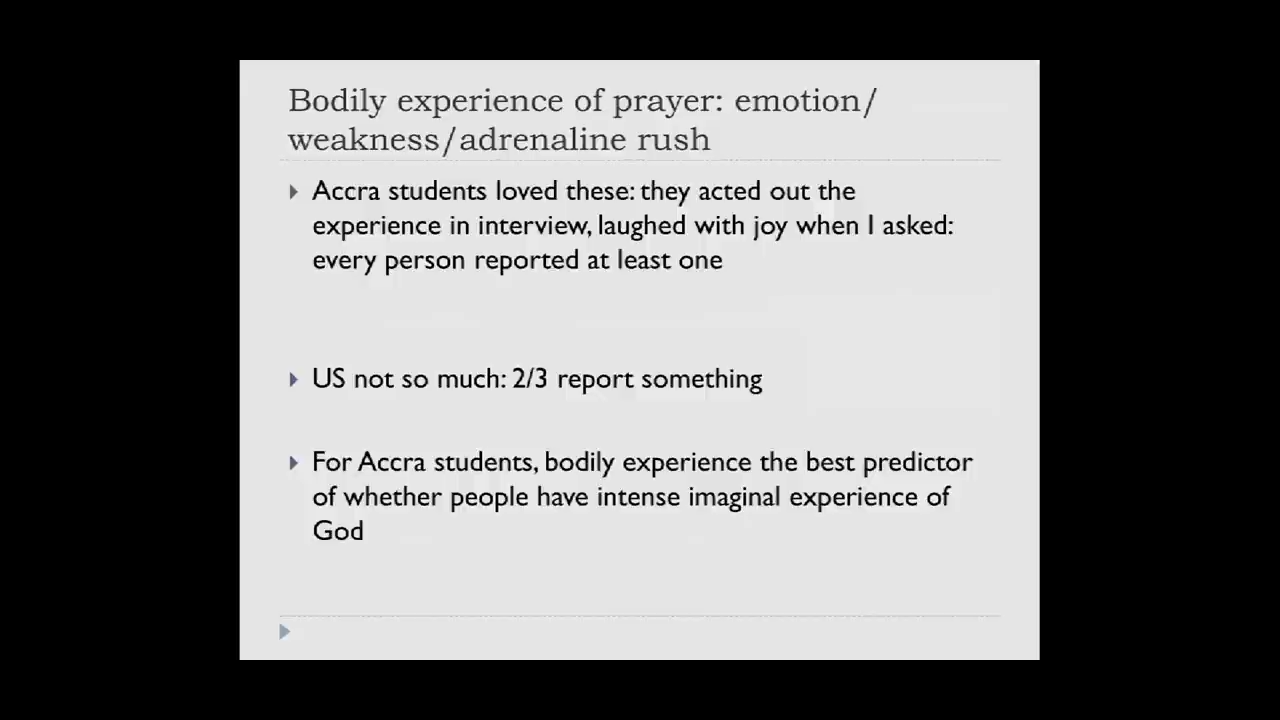 Bodily experience of prayer: emotion/
weakness/adrenaline rush
Accra students loved these: they acted out the
experience in interview, laughed with joy when I asked:
every person reported at least one
US not so much: 2/3 report something
For Accra students, bodily experience the best predictor
of whether people have intense imaginal experience of
God